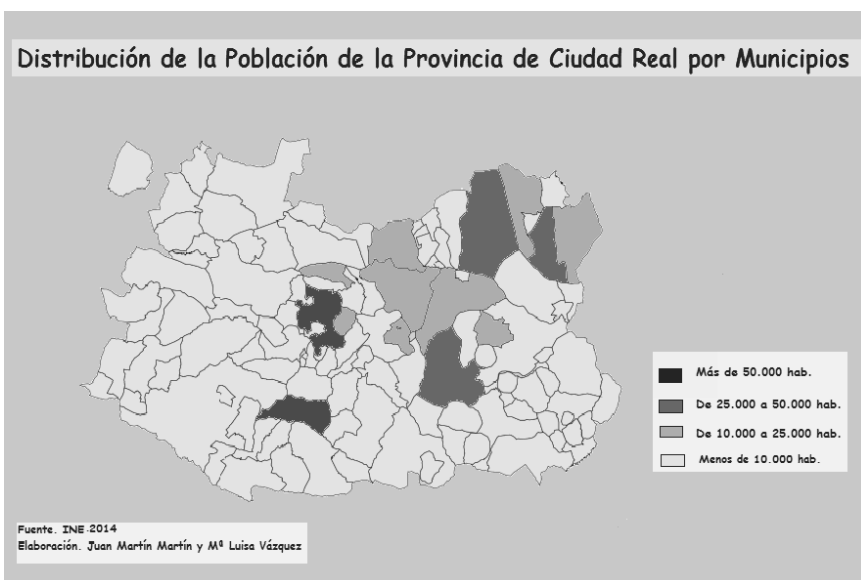 Distribución de la Población de la Provincia de Ciudad Real por Municipios
Más de 50.000 hab.
De 25.000 a 50.000 hab.
De 10.000 a 25.000 hab.
Menos de 10.000 hab.
Fuente. INE.2014
Elaboración. Juan Martín Martín y Mª Luisa Vázquez